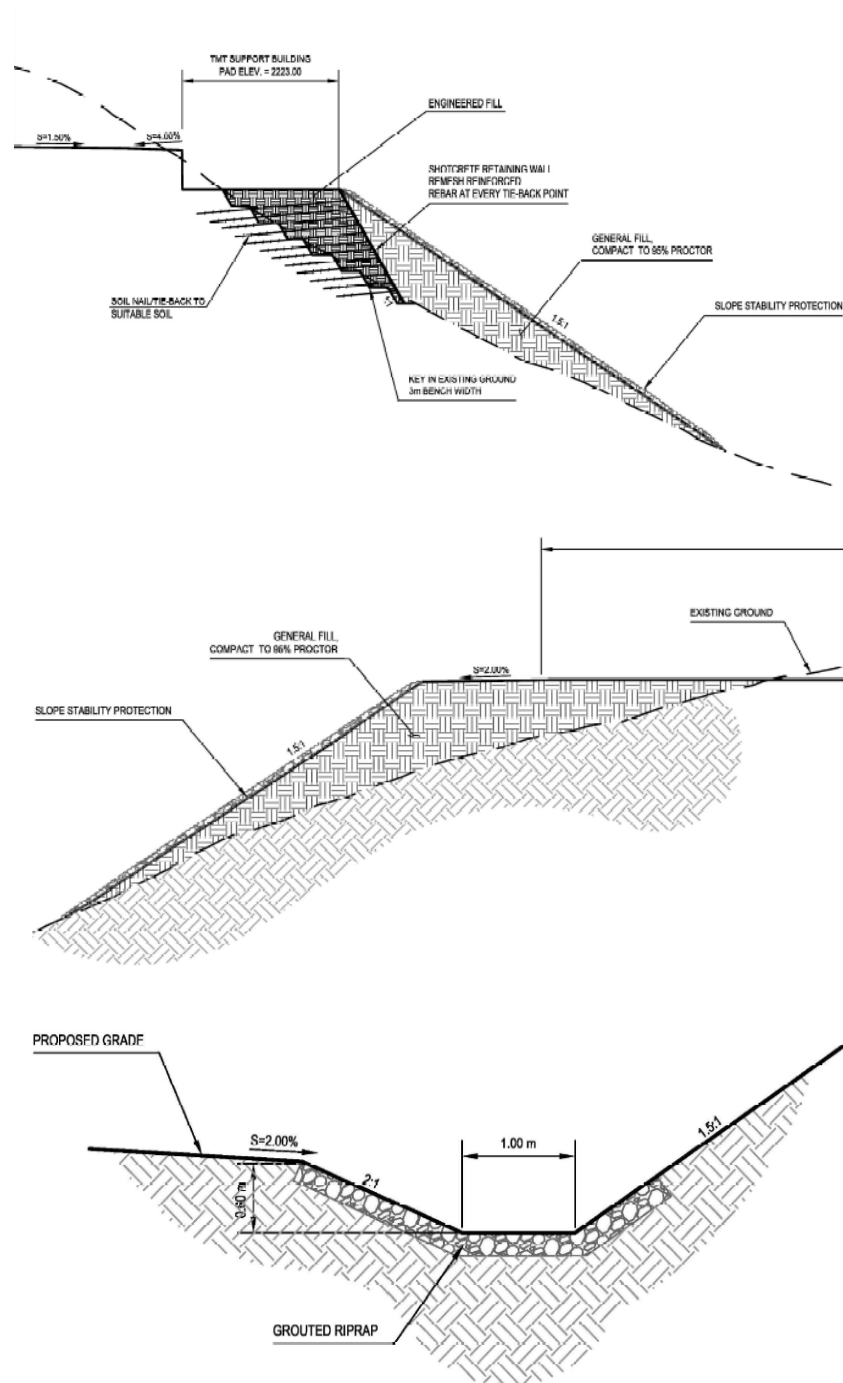 TMT SUPPORT BUILDING
PAD ELEV. = 2223.00
ENGINEERED FILL
S=1.50%
S=4.00%
SHOTCRETE RETAINING WALL
REMESH REINFORCED
REBAR AT EVERY TIE-BACK POINT
GENERAL FILL,
COMPACT TO 95% PROCTOR
SOIL NAIL/TIE-BACK TO
SUITABLE SOIL
SLOPE STABILITY PROTECTION
1.5:1
KEY IN EXISTING GROUND
3m BENCH WIDTH
EXISTING GROUND
GENERAL FILL,
COMPACT TO 95% PROCTOR
S=2.00%
SLOPE STABILITY PROTECTION
1.5:1
PROPOSED GRADE
S=2.00%
1.00 m
1.5:1
2:1
0.60 m
GROUTED RIPRAP